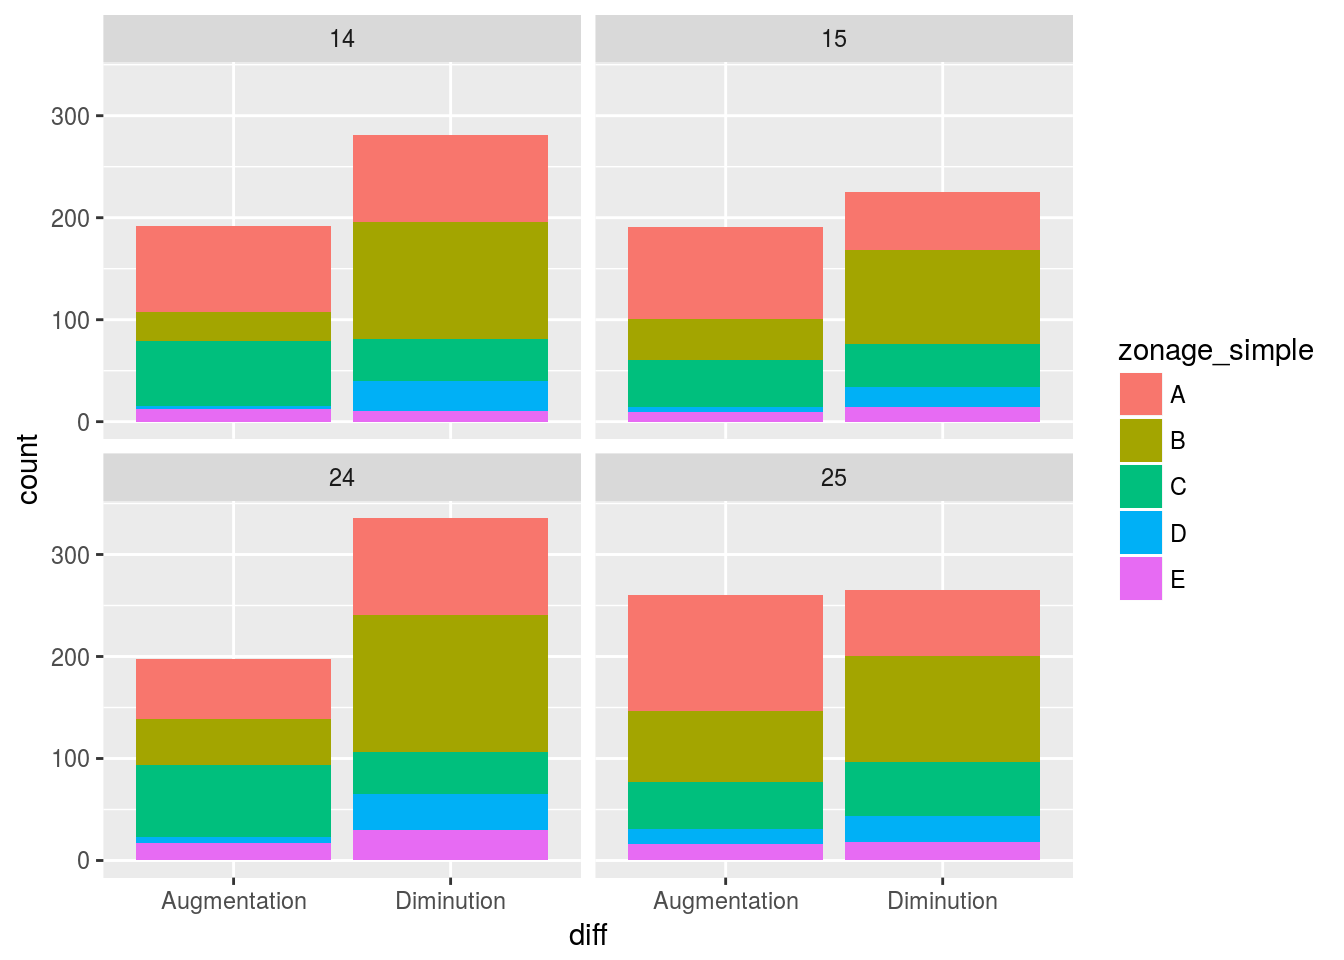 14
15
300
200
100
0
24
25
300
200
100
0
count
Augmentation
Diminution
Augmentation
Diminution
diff
zonage_simple
A
B
C
D
E